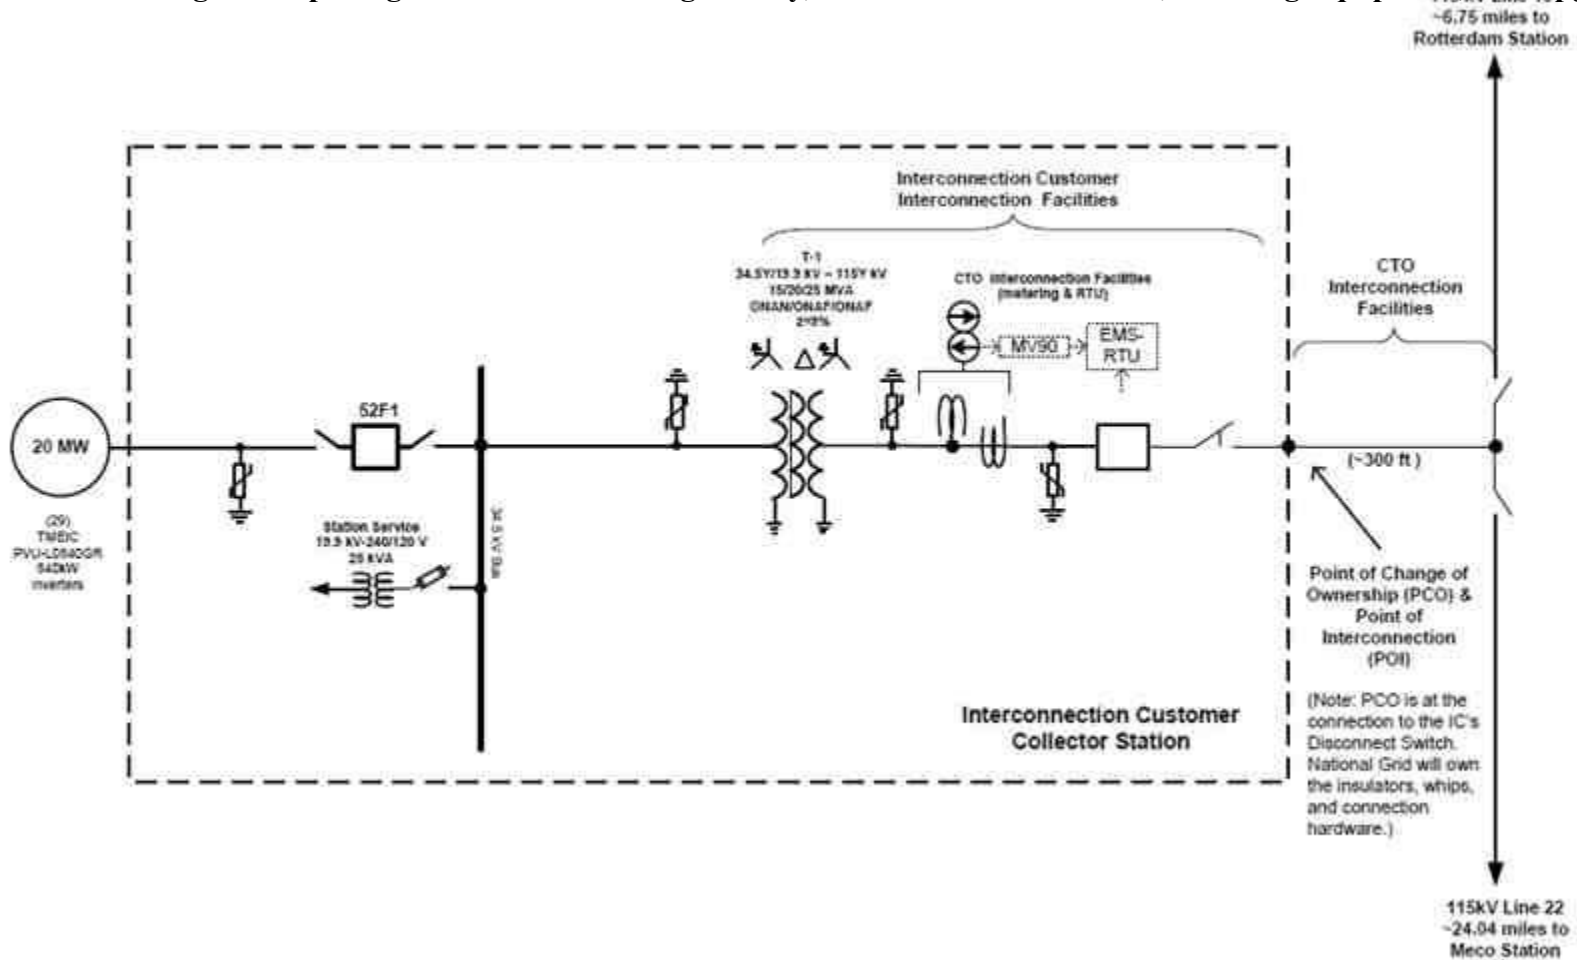 ~6.75 miles to
Rotterdam Station
Interconnection Customer
Interconnection Facilities
T-1
34.5Y/19.9 kV – 115Y kV
15/20/25 MVA
ONAN/ONAF/ONAF
CTO Interconnection Facilities
(metering & RTU)
MV90
EMS-
RTU
CTO
Interconnection
Facilities
52F1
20 MW
(~300 ft )
(29)
TMEIC
inverters
Station Service
19.9 kV-240/120 V
25 kVA
34.5 kV Bus
Point of Change of
Ownership (PCO) &
Point of
Interconnection
(POI)
(Note: PCO is at the
connection to the IC's
Disconnect Switch.
National Grid will own
the insulators, whips,
and connection
hardware.)
Interconnection Customer
Collector Station
115kV Line 22
~24.04 miles to
Meco Station